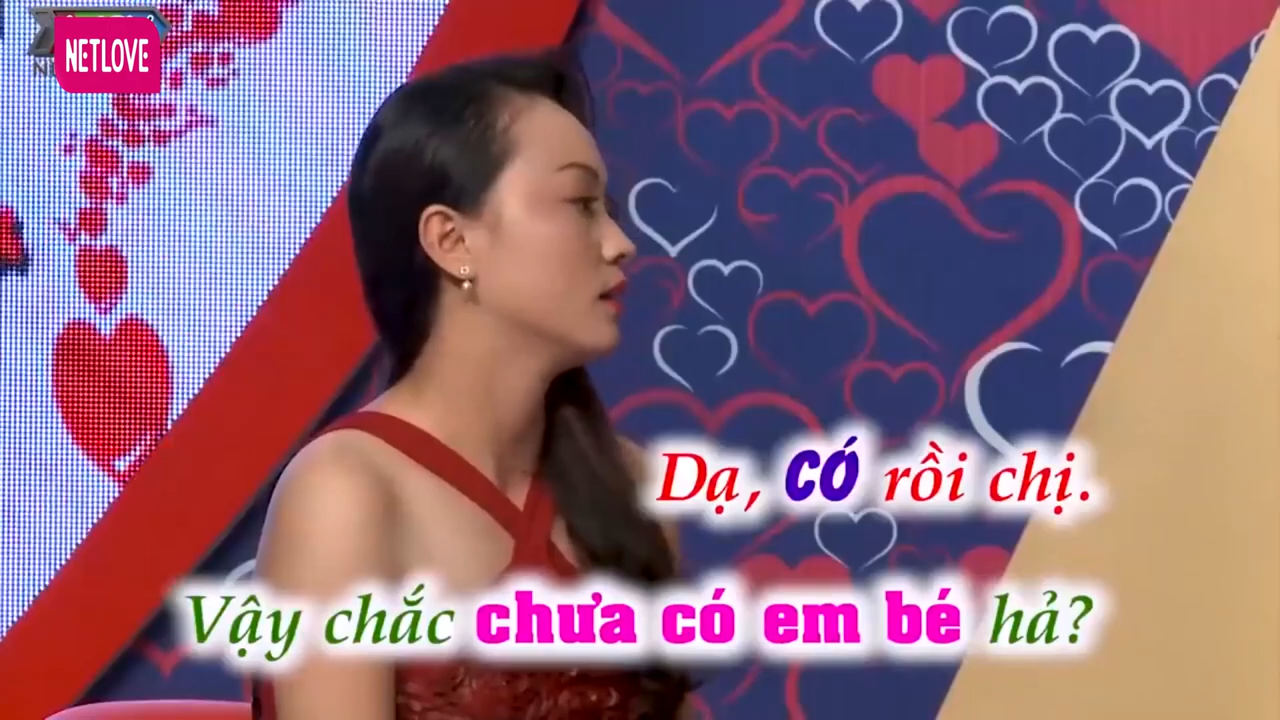 NETLOVE
Dạ, CÓ rồi chị.
Vậy chắc chưa có em bé hả?